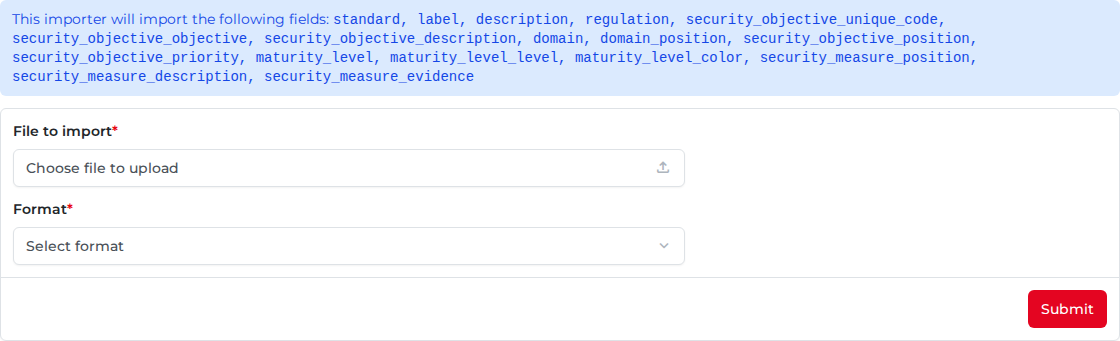 This importer will import the following fields: standard, label, description, regulation, security_objective_unique_code,
security_objective_objective, security_objective_description, domain, domain_position, security_objective_position,
security_objective_priority, maturity_level, maturity_level_level, maturity_level_color, security_measure_position,
security_measure_description, security_measure_evidence
File to import*
Choose file to upload
Format*
Select format
Submit